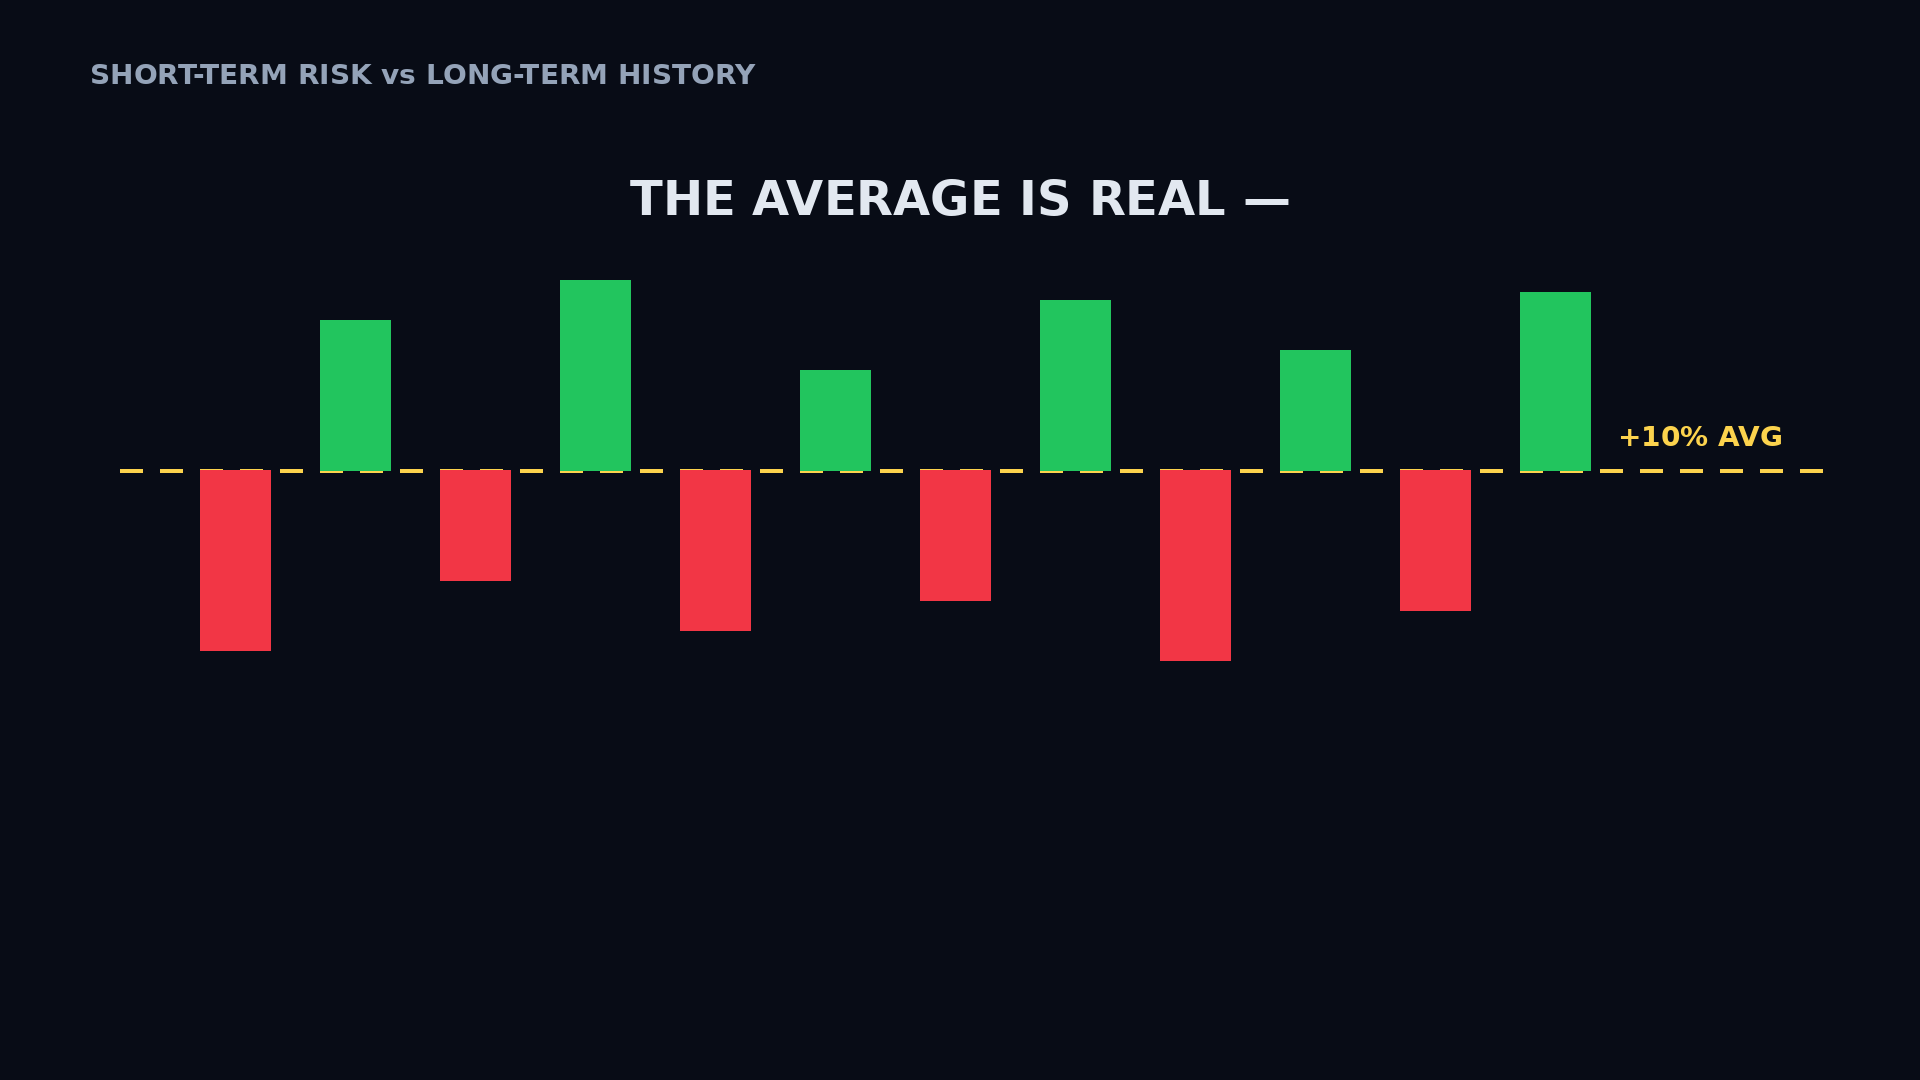 SHORT-TERM RISK vs LONG-TERM HISTORY
THE AVERAGE IS REAL —
+10% AVG